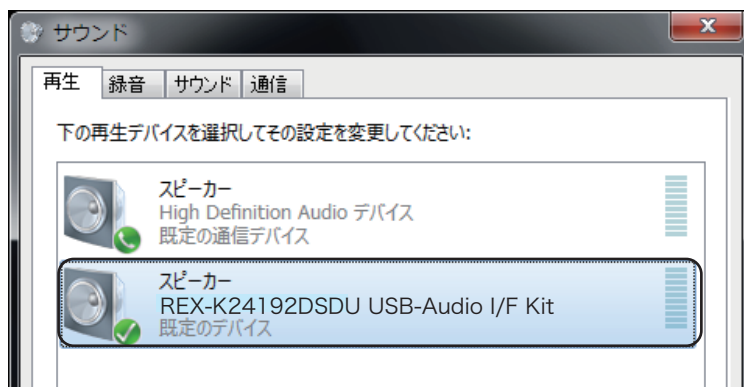 サウンド
再生 録音 サウンド 通信
下の再生デバイスを選択してその設定を変更してください:
スピーカー
High Definition Audio デバイス
既定の通信デバイス
スピーカー
REX-K24192DSDU USB-Audio I/F Kit
既定のデバイス